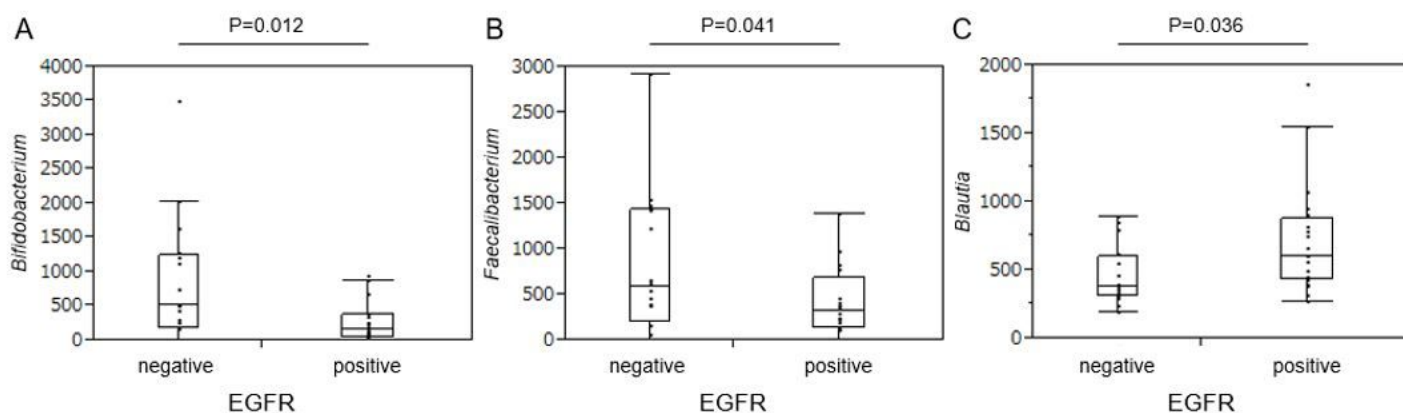 A
P=0.012
4000
3500
3000
2500
2000
1500
1000
500
0
Bifidobacterium
negative
positive
EGFR
B
P=0.041
3000
2500
2000
1500
1000
500
0
Faecalibacterium
negative
positive
EGFR
C
P=0.036
2000
1500
1000
500
0
Blautia
negative
positive
EGFR